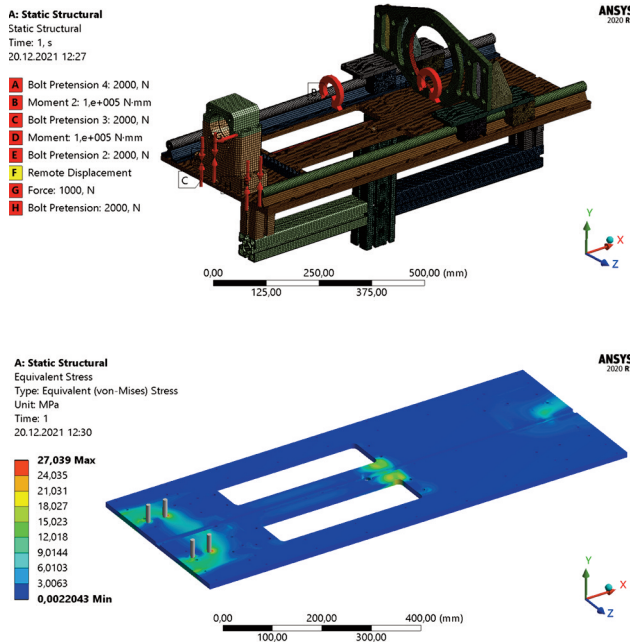 A: Static Structural
Static Structural
Time: 1, s
20.12.2021 12:27
A Bolt Pretension 4: 2000, N
B Moment 2: 1,e+005 N·mm
C Bolt Pretension 3: 2000, N
D Moment: 1,e+005 N·mm
E Bolt Pretension 2: 2000, N
F Remote Displacement
G Force: 1000, N
H Bolt Pretension: 2000, N
ANSYS
2020 R
B
C
Y
X
Z
0,00 250,00 500,00 (mm)
125,00 375,00
A: Static Structural
Equivalent Stress
Type: Equivalent (von-Mises) Stress
Unit: MPa
Time: 1
20.12.2021 12:30
ANSYS
2020 R
27,039 Max
24,035
21,031
18,027
15,023
12,018
9,0144
6,0103
3,0063
0,0022043 Min
Y
X
Z
0,00 200,00 400,00 (mm)
100,00 300,00